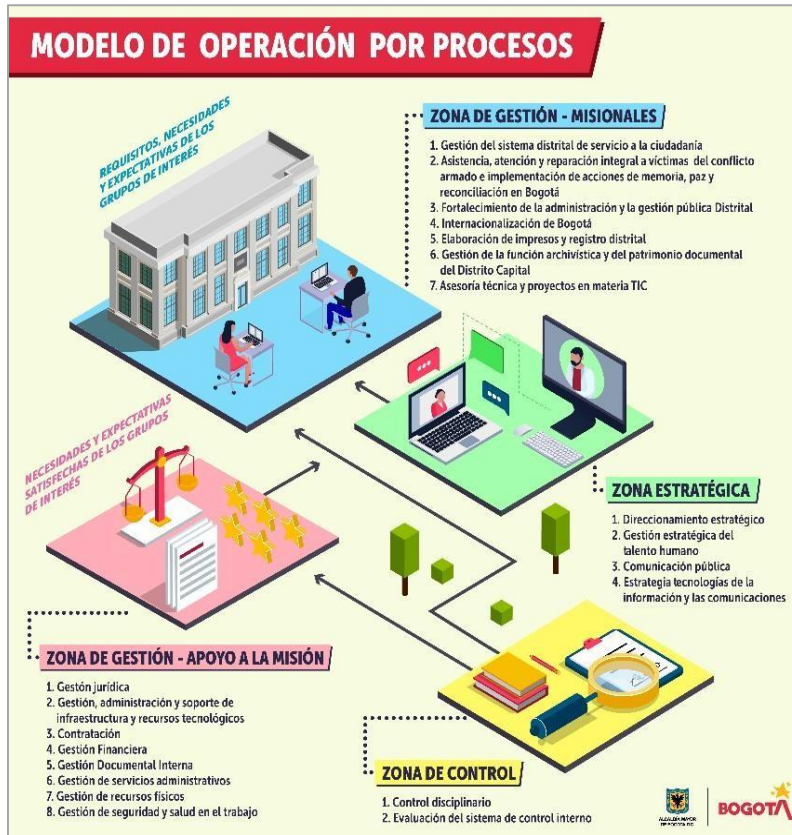 MODELO DE OPERACIÓN POR PROCESOS
REQUISITOS, NECESIDADES
Y EXPECTATIVAS DE LOS
GRUPOS DE INTERÉS
ZONA DE GESTIÓN - MISIONALES
1. Gestión del sistema distrital de servicio a la ciudadanía
2. Asistencia, atención y reparación integral a víctimas del conflicto
armado e implementación de acciones de memoria, paz y
reconciliación en Bogotá
3. Fortalecimiento de la administración y la gestión pública Distrital
4. Internacionalización de Bogotá
5. Elaboración de impresos y registro distrital
6. Gestión de la función archivística y del patrimonio documental
del Distrito Capital
7. Asesoría técnica y proyectos en materia TIC
NECESIDADES Y EXPECTATIVAS
SATISFECHAS DE LOS GRUPOS
DE INTERÉS
ZONA ESTRATÉGICA
1. Direccionamiento estratégico
2. Gestión estratégica del
talento humano
3. Comunicación pública
4. Estrategia tecnologías de la
información y las comunicaciones
ZONA DE GESTIÓN - APOYO A LA MISIÓN
1. Gestón jurídica
2. Gestión, administración y soporte de
infraestructura y recursos tecnológicos
3. Contratación
4. Gestión Financiera
5. Gestión Documental Interna
6. Gestión de servicios administrativos
7. Gestión de recursos físicos
8. Gestión de seguridad y salud en el trabajo
ZONA DE CONTROL
1. Control disciplinario
2. Evaluación del sistema de control interno
ALCALDÍA MAYOR
DE BOGOTÁ D.C.
BOGOTÁ